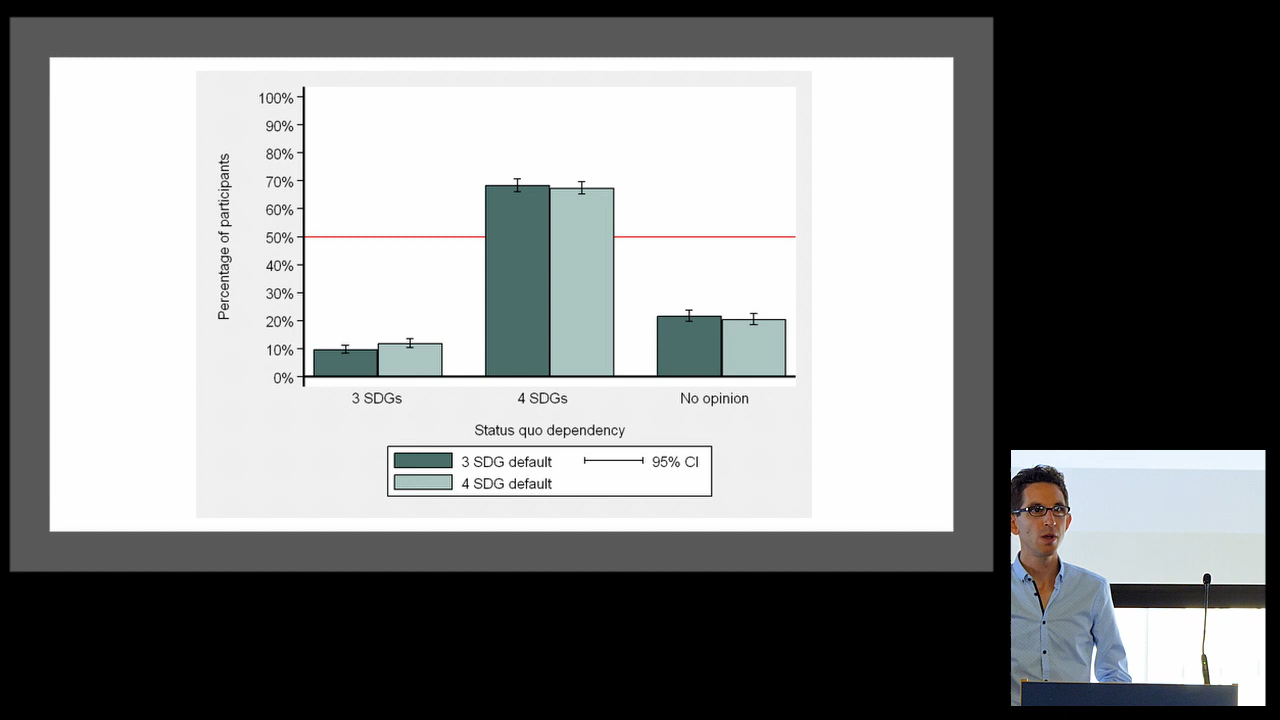 100%
90%
80%
70%
60%
50%
40%
30%
20%
10%
0%
Percentage of participants
3 SDGs
4 SDGs
No opinion
Status quo dependency
3 SDG default
95% CI
4 SDG default